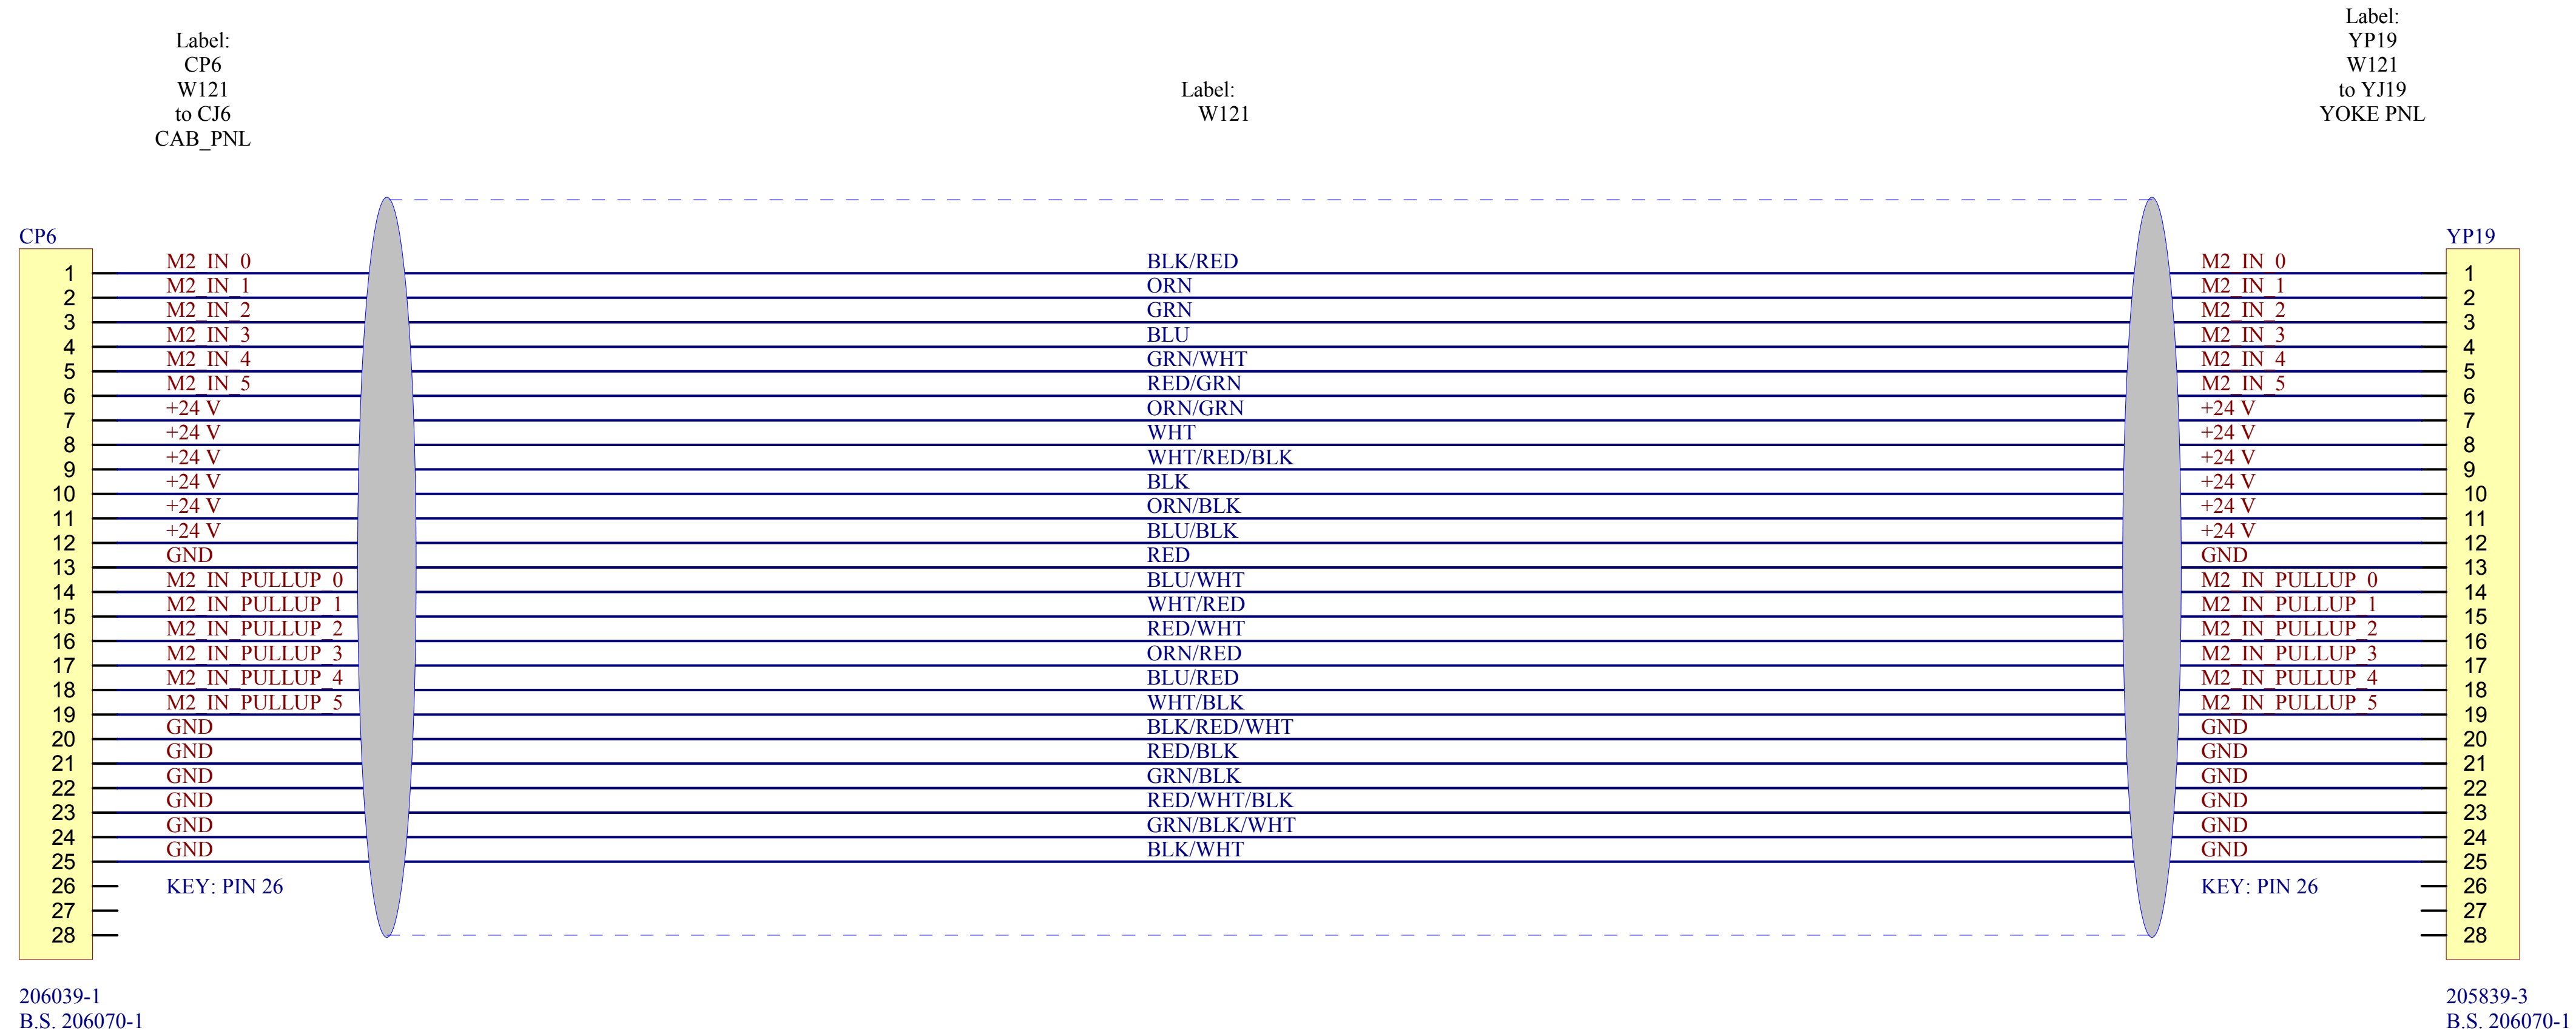 Label:
CP6
W121
to CJ6
CAB_PNL
Label:
W121
Label:
YP19
W121
to YJ19
YOKE PNL
CP6
YP19
1 M2_IN_0 BLK/RED M2_IN_0 1
2 M2_IN_1 ORN M2_IN_1 2
3 M2_IN_2 GRN M2_IN_2 3
4 M2_IN_3 BLU M2_IN_3 4
5 M2_IN_4 GRN/WHT M2_IN_4 5
6 M2_IN_5 RED/GRN M2_IN_5 6
7 +24 V ORN/GRN +24 V 7
8 +24 V WHT +24 V 8
9 +24 V WHT/RED/BLK +24 V 9
10 +24 V BLK +24 V 10
11 +24 V ORN/BLK +24 V 11
12 +24 V BLU/BLK +24 V 12
13 GND RED GND 13
14 M2_IN_PULLUP_0 BLU/WHT M2_IN_PULLUP_0 14
15 M2_IN_PULLUP_1 WHT/RED M2_IN_PULLUP_1 15
16 M2_IN_PULLUP_2 RED/WHT M2_IN_PULLUP_2 16
17 M2_IN_PULLUP_3 ORN/RED M2_IN_PULLUP_3 17
18 M2_IN_PULLUP_4 BLU/RED M2_IN_PULLUP_4 18
19 M2_IN_PULLUP_5 WHT/BLK M2_IN_PULLUP_5 19
20 GND BLK/RED/WHT GND 20
21 GND RED/BLK GND 21
22 GND GRN/BLK GND 22
23 GND RED/WHT/BLK GND 23
24 GND GRN/BLK/WHT GND 24
25 GND BLK/WHT GND 25
26 KEY: PIN 26 KEY: PIN 26 26
27 27
28 28
206039-1
B.S. 206070-1
205839-3
B.S. 206070-1